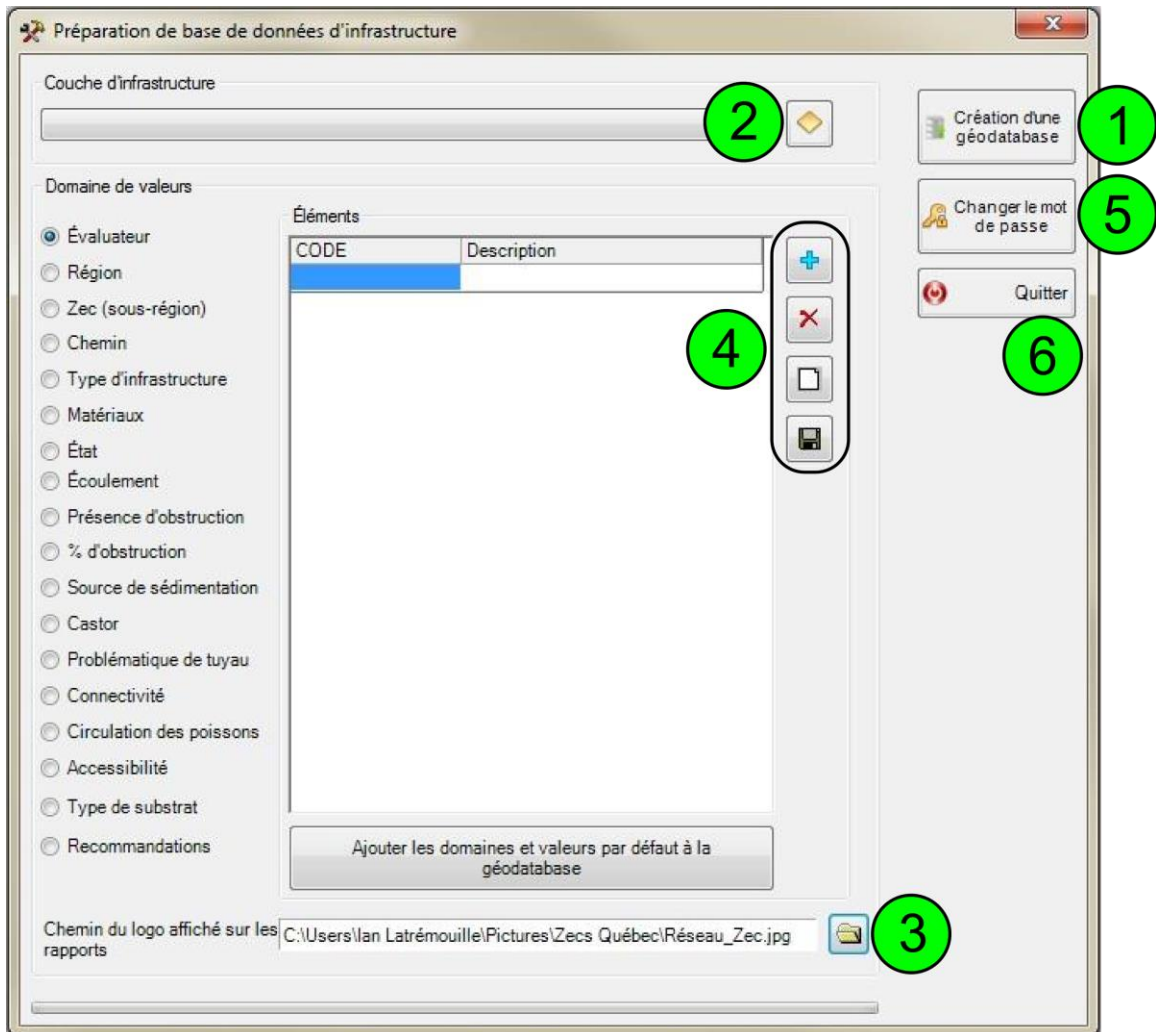 Préparation de base de données d'infrastructure
Couche d'infrastructure
2
Création d'une
géodatabase
1
Domaine de valeurs
Évaluateur
Région
Zec (sous-région)
Chemin
Type d'infrastructure
Matériaux
État
Écoulement
Présence d'obstruction
% d'obstruction
Source de sédimentation
Castor
Problématique de tuyau
Connectivité
Circulation des poissons
Accessibilité
Type de substrat
Recommandations
Éléments
CODE Description
4
Changer le mot
de passe
5
Quitter
6
Ajouter les domaines et valeurs par défaut à la
géodatabase
Chemin du logo affiché sur les
rapports
C:\Users\Ian Latrémouille\Pictures\Zecs Québec\Réseau_Zec.jpg
3